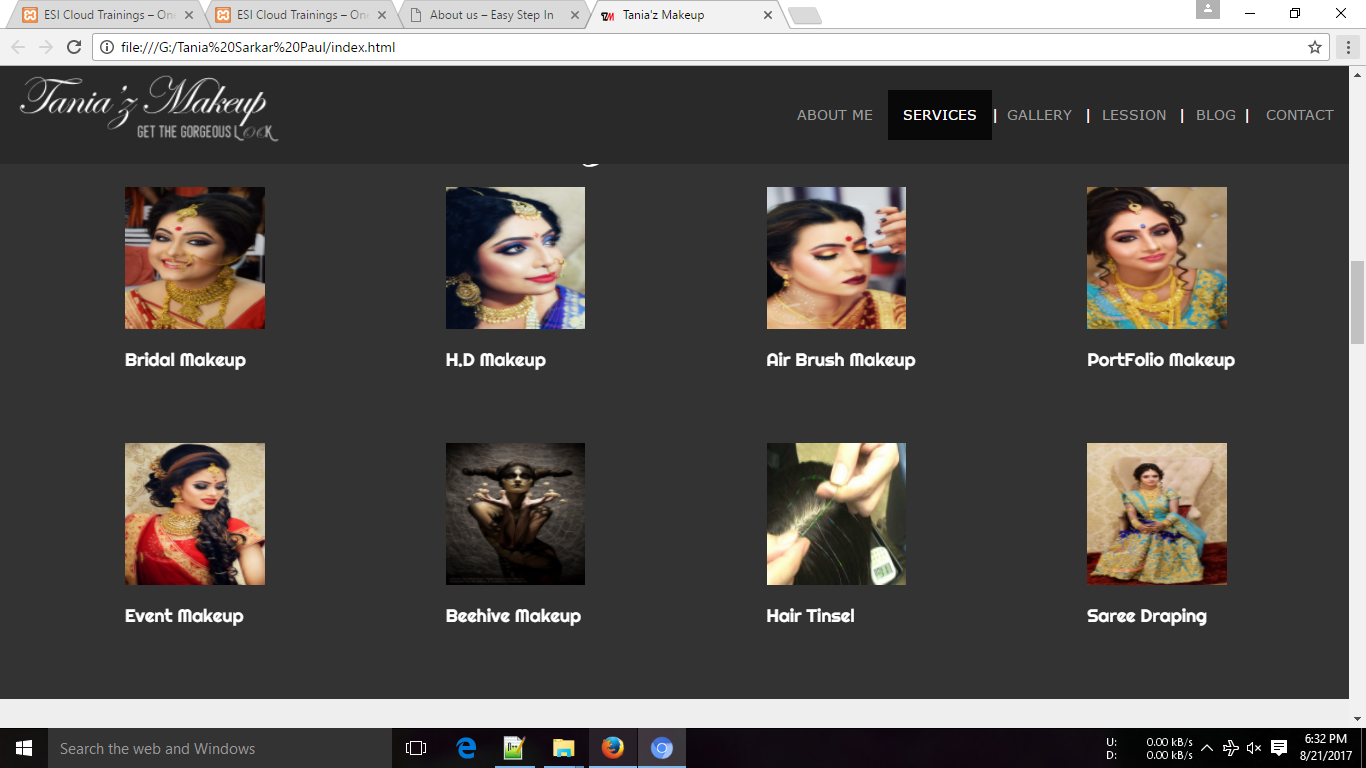 ESI Cloud Trainings – One
ESI Cloud Trainings – One
About us – Easy Step In
Tania'z Makeup
file:///G:/Tania%20Sarkar%20Paul/index.html
Tania'z Makeup
GET THE GORGEOUS LOOK
ABOUT ME
SERVICES | GALLERY | LESSION | BLOG | CONTACT
Bridal Makeup
H.D Makeup
Air Brush Makeup
PortFolio Makeup
Event Makeup
Beehive Makeup
Hair Tinsel
Saree Draping
Search the web and Windows
U: 0.00 kB/s
D: 0.00 kB/s
6:32 PM
8/21/2017